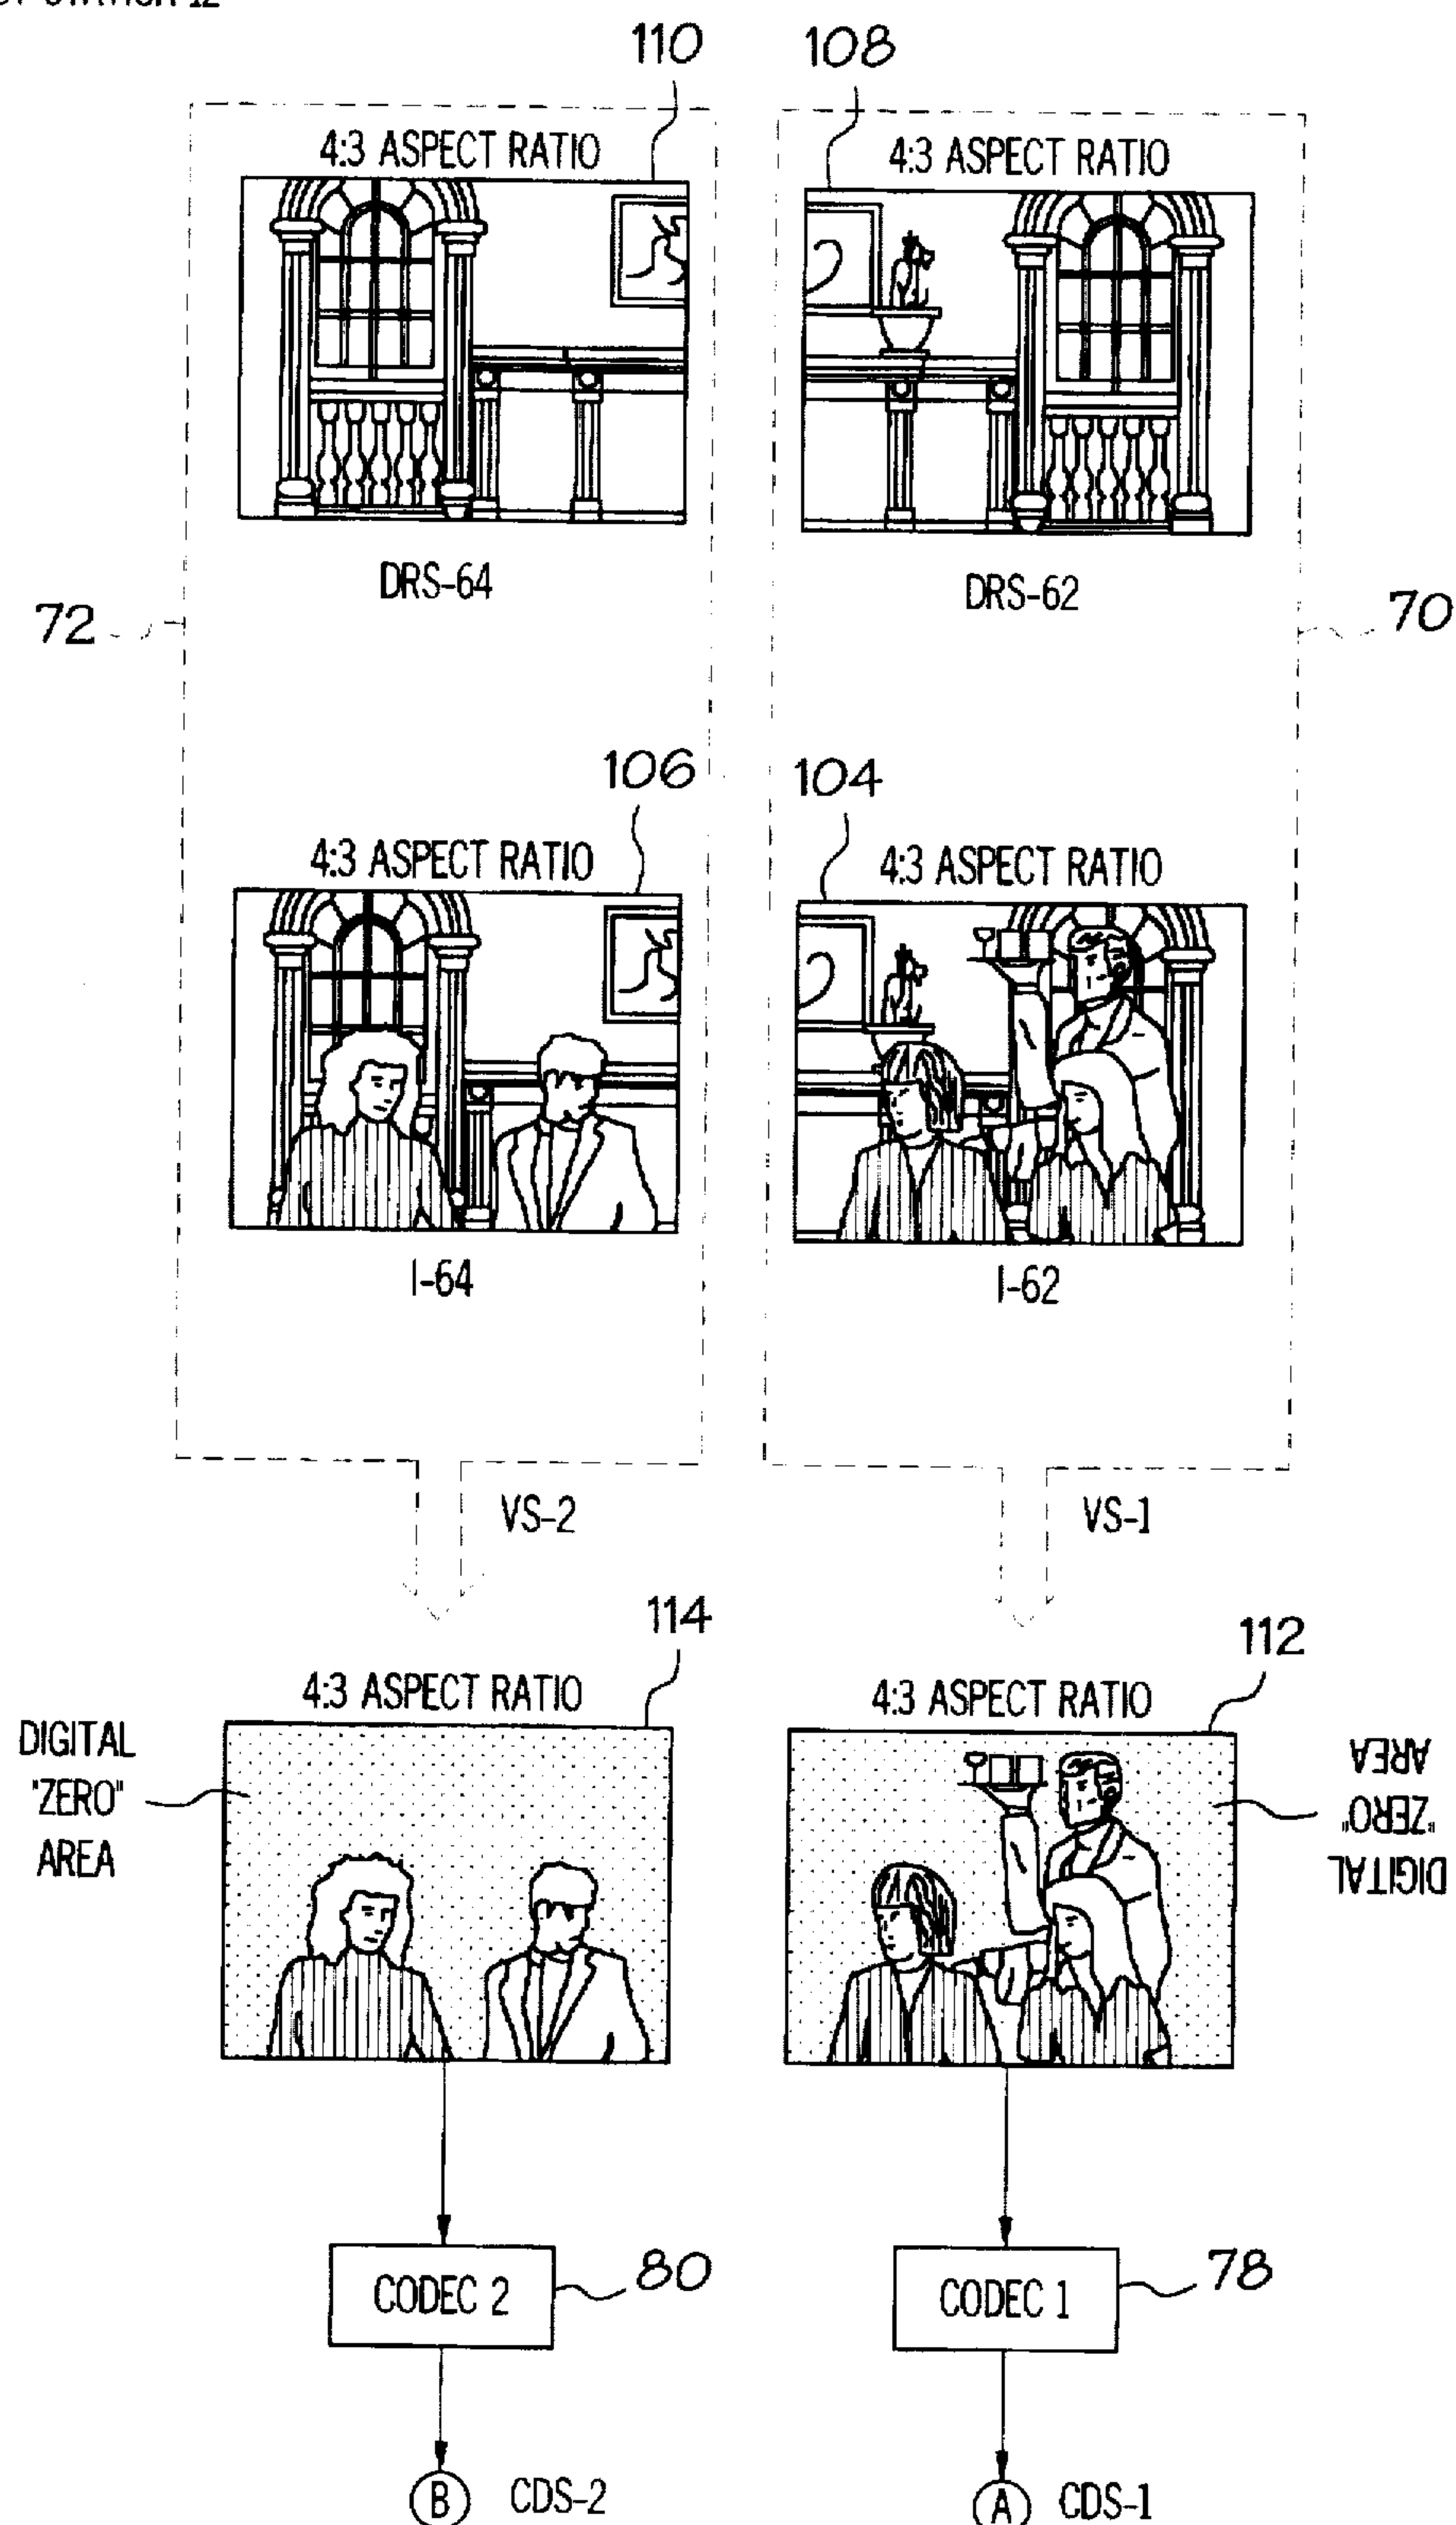 STATION 12
110
108
4:3 ASPECT RATIO
4:3 ASPECT RATIO
DRS-64
DRS-62
72
70
106
104
4:3 ASPECT RATIO
4:3 ASPECT RATIO
I-64
I-62
VS-2
VS-1
114
112
4:3 ASPECT RATIO
4:3 ASPECT RATIO
DIGITAL
"ZERO"
AREA
DIGITAL
"ZERO"
AREA
CODEC 2
80
CODEC 1
78
B
CDS-2
A
CDS-1